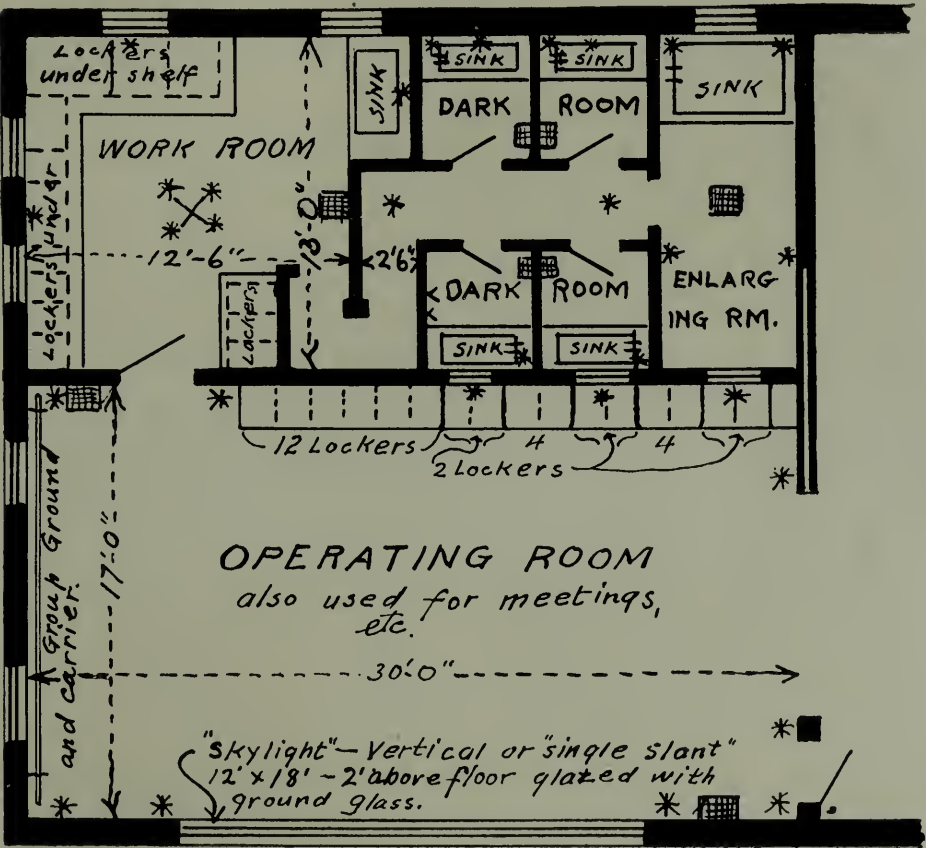 Lockers
under shelf
SINK
SINK
SINK
SINK
DARK ROOM
WORK ROOM
Lockers under
13'-0"
12'-6"
2'6"
Lockers
DARK ROOM
SINK
SINK
ENLARG
ING RM.
12 Lockers
4
4
2 Lockers
Group Ground
and carrier.
17'-0"
OPERATING ROOM
also used for meetings,
etc.
30'-0"
"Skylight"— Vertical or "single slant"
12' x 18' - 2' above floor glazed with
ground glass.